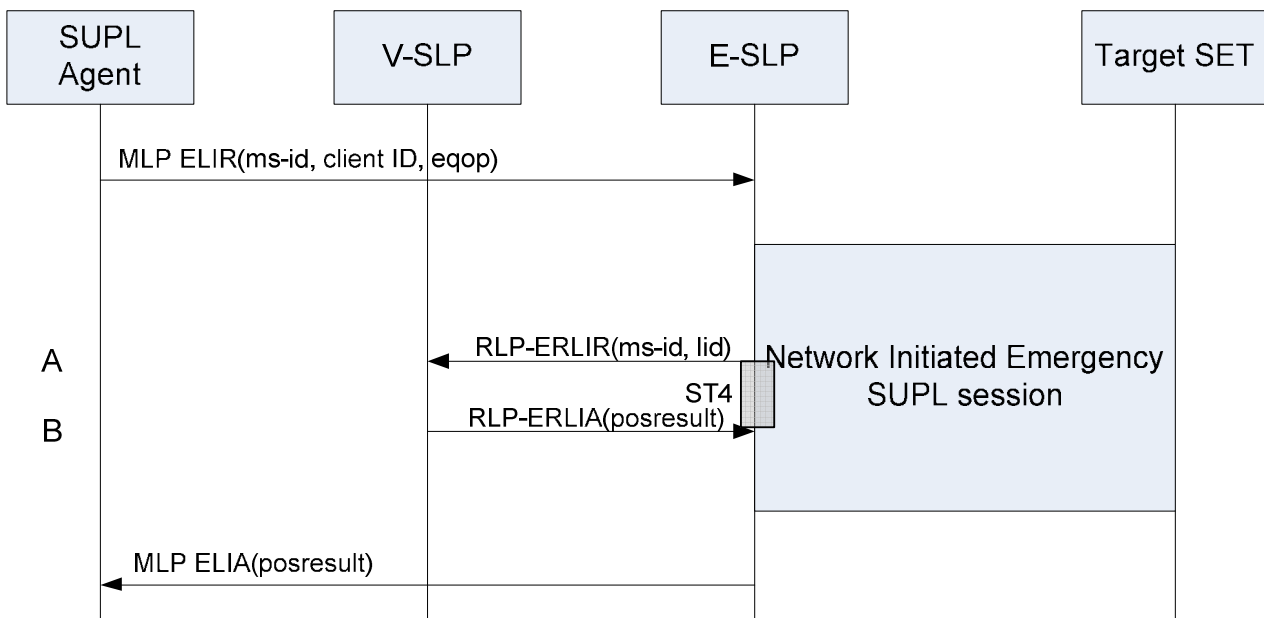 SUPL
Agent
V-SLP
E-SLP
Target SET
MLP ELIR(ms-id, client ID, eqop)
A
RLP-ERLIR(ms-id, lid)
Network Initiated Emergency
SUPL session
ST4
B
RLP-ERLIA(posresult)
MLP ELIA(posresult)